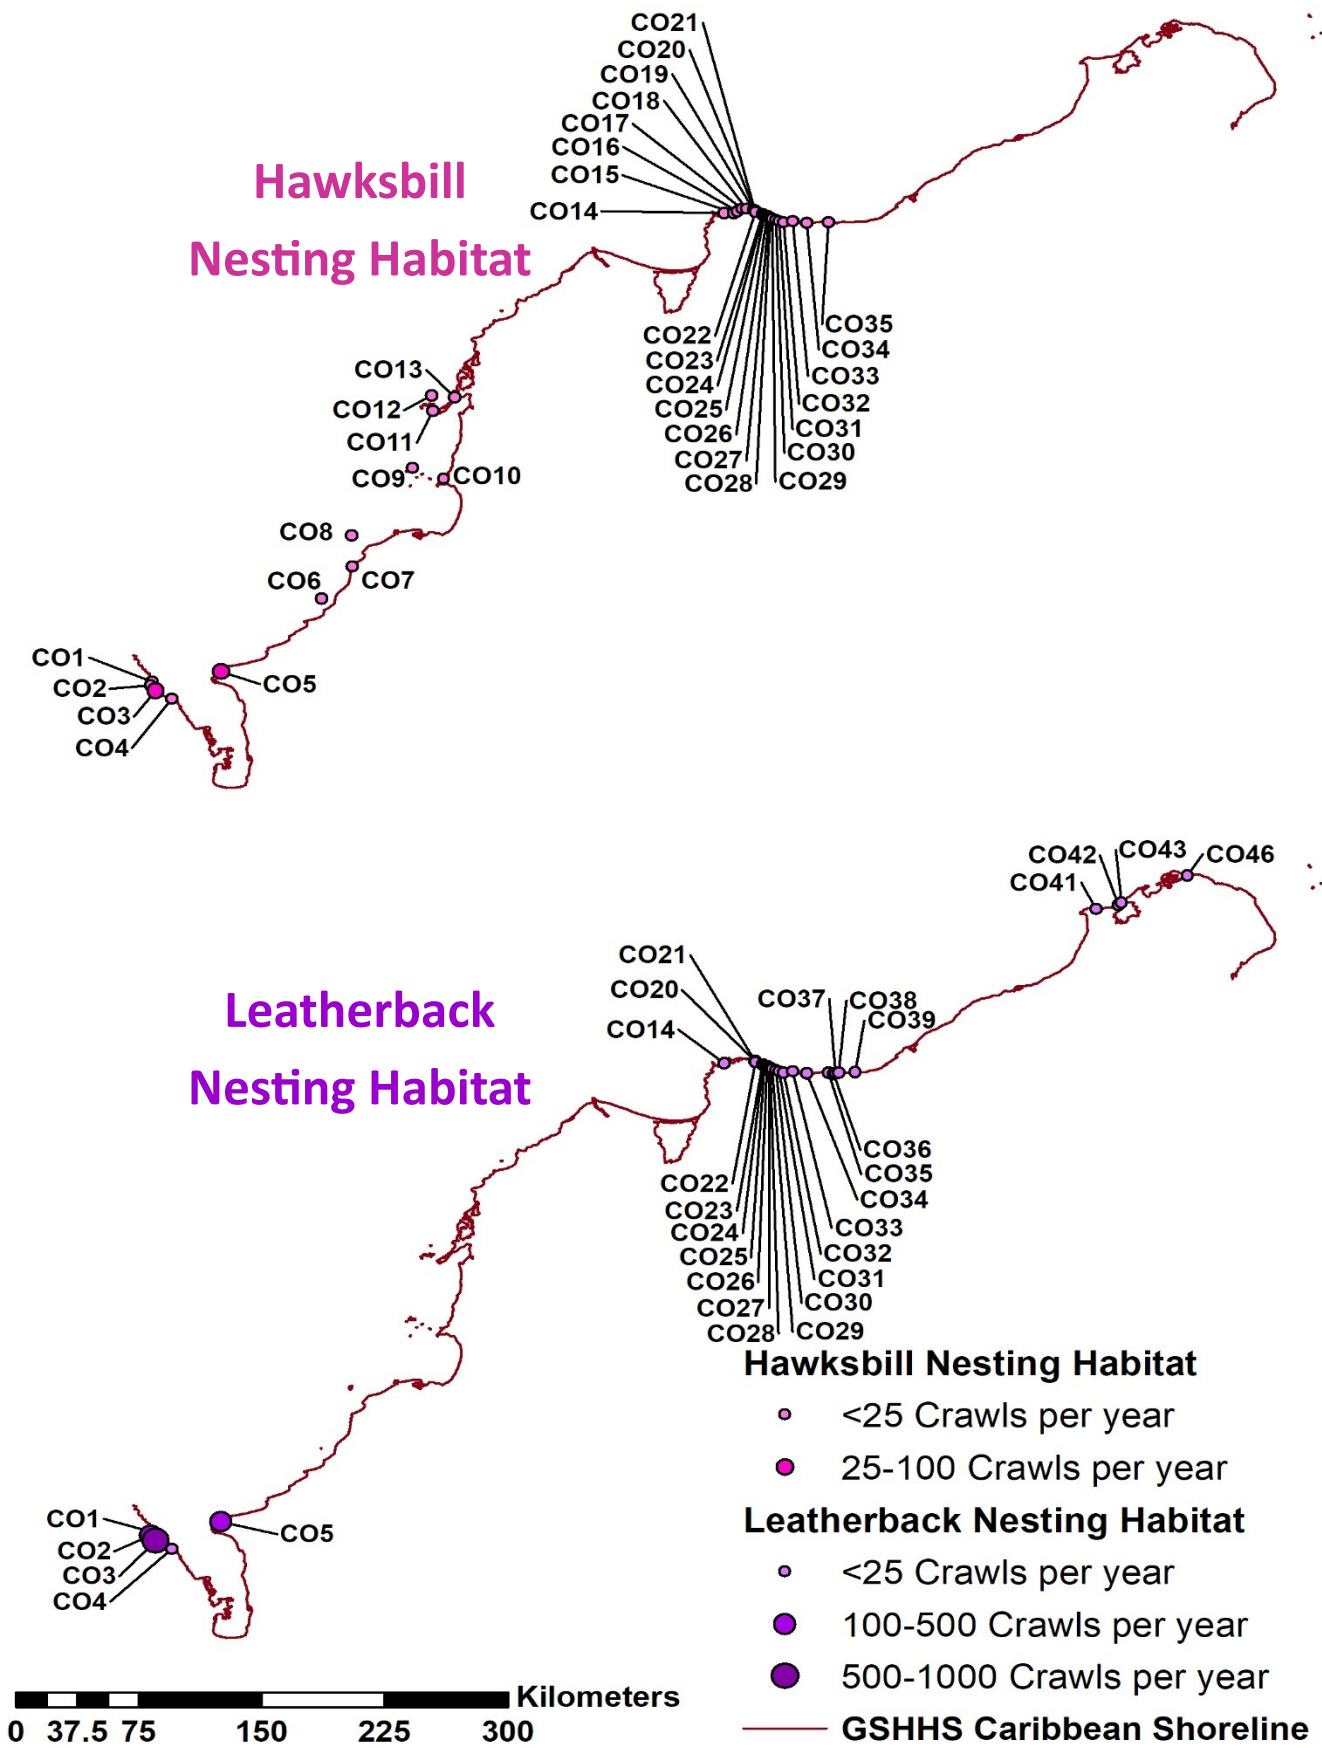 CO21
CO20
CO19
CO18
CO17
CO16
CO15
CO14
Hawksbill
Nesting Habitat
CO22
CO23
CO24
CO25
CO26
CO27
CO28
CO29
CO30
CO31
CO32
CO33
CO34
CO35
CO13
CO12
CO11
CO9
CO10
CO8
CO7
CO6
CO5
CO1
CO2
CO3
CO4
CO42
CO43
CO46
CO41
CO21
CO20
CO14
CO37
CO38
CO39
Leatherback
Nesting Habitat
CO36
CO35
CO34
CO33
CO32
CO31
CO30
CO29
CO22
CO23
CO24
CO25
CO26
CO27
CO28
CO1
CO2
CO3
CO4
CO5
Hawksbill Nesting Habitat
<25 Crawls per year
25-100 Crawls per year
Leatherback Nesting Habitat
<25 Crawls per year
100-500 Crawls per year
500-1000 Crawls per year
GSHHS Caribbean Shoreline
Kilometers
0 37.5 75 150 225 300